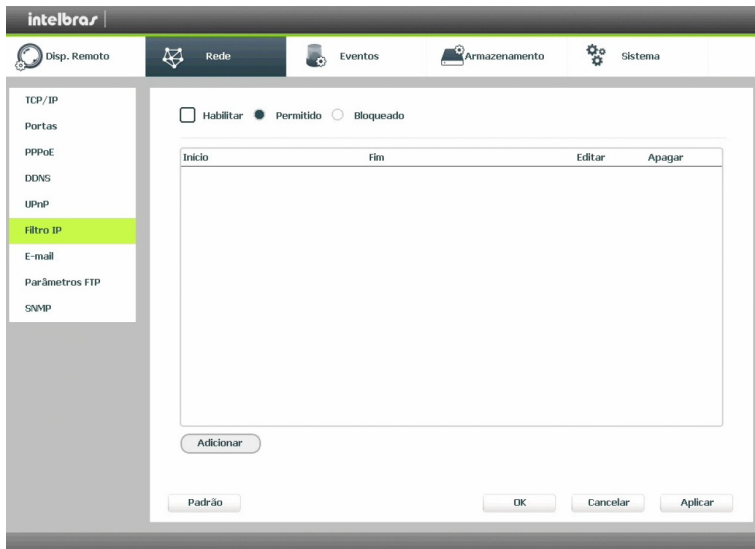 intelbras
Disp. Remoto Rede Eventos Armazenamento Sistema
TCP/IP
Portas
PPPoE
DDNS
UPnP
Filtro IP
E-mail
Parâmetros FTP
SNMP
Habilitar Permitido Bloqueado
Início Fim Editar Apagar
Adicionar
Padrão OK Cancelar Aplicar